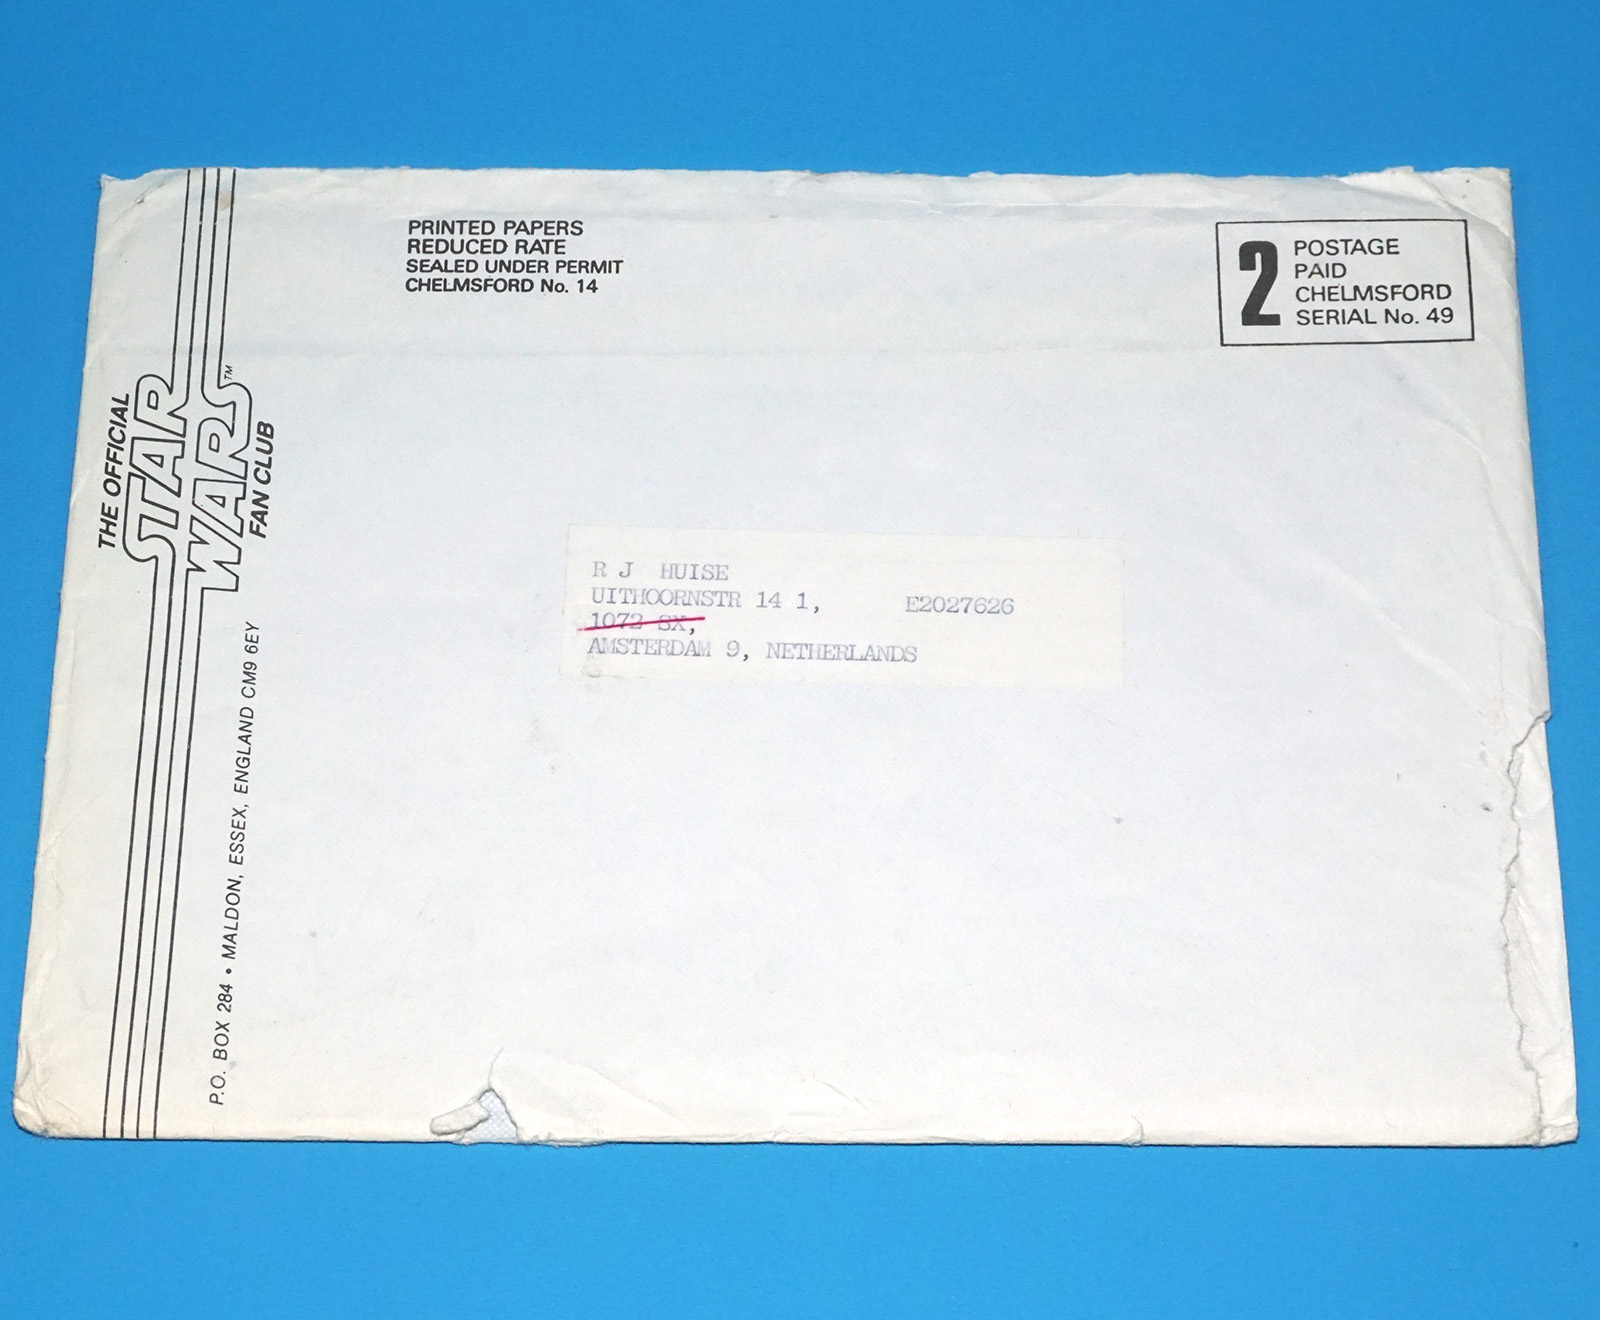 PRINTED PAPERS
REDUCED RATE
SEALED UNDER PERMIT
CHELMSFORD No. 14
2
POSTAGE
PAID
CHELMSFORD
SERIAL No. 49
THE OFFICIAL
STAR
WARS™
FAN CLUB
P.O. BOX 284 • MALDON, ESSEX, ENGLAND CM9 6EY
R J HUISE
UITHOORNSTR 14 1, E2027626
1072 SX,
AMSTERDAM 9, NETHERLANDS